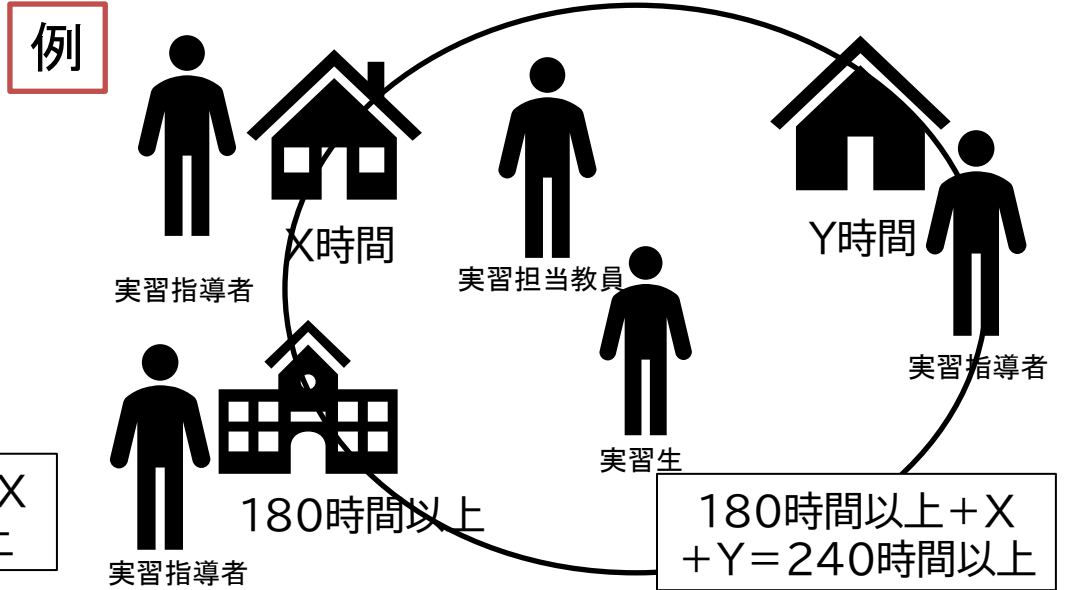 例
X時間
Y時間
実習担当教員
実習指導者
実習指導者
実習生
180時間以上
X
実習指導者
180時間以上+X
+Y=240時間以上